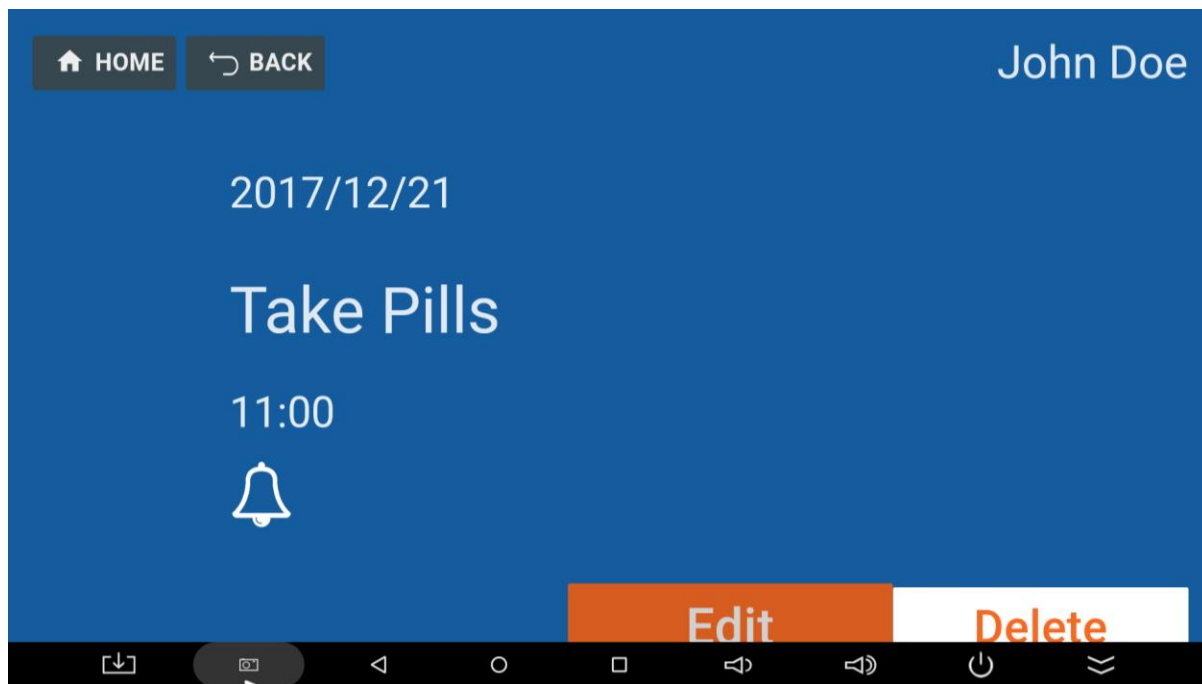 HOME BACK John Doe
2017/12/21
Take Pills
11:00
Edit Delete